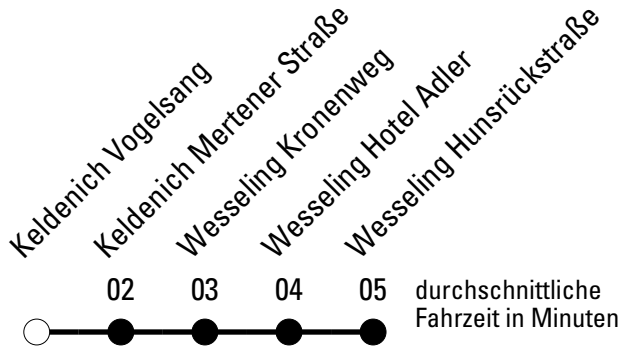 Keldenich Vogelsang
Keldenich Mertener Straße
Wesseling Kronenweg
Wesseling Hotel Adler
Wesseling Hunsrückstraße
02 03 04 05 durchschnittliche
Fahrzeit in Minuten